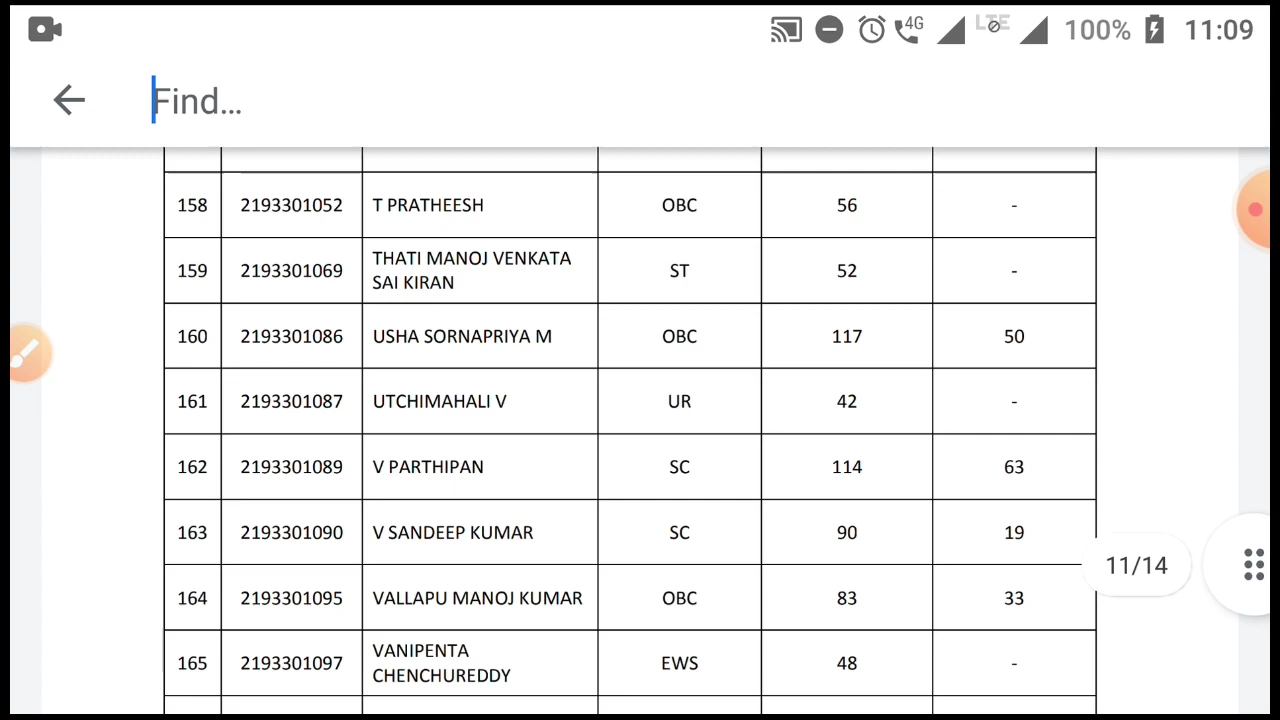 4G LTE 100% 11:09
Find...
158 2193301052 T PRATHEESH OBC 56 -
159 2193301069 THATI MANOJ VENKATA SAI KIRAN ST 52 -
160 2193301086 USHA SORNAPRIYA M OBC 117 50
161 2193301087 UTCHIMAHALI V UR 42 -
162 2193301089 V PARTHIPAN SC 114 63
163 2193301090 V SANDEEP KUMAR SC 90 19
11/14
164 2193301095 VALLAPU MANOJ KUMAR OBC 83 33
165 2193301097 VANIPENTA CHENCHUREDDY EWS 48 -